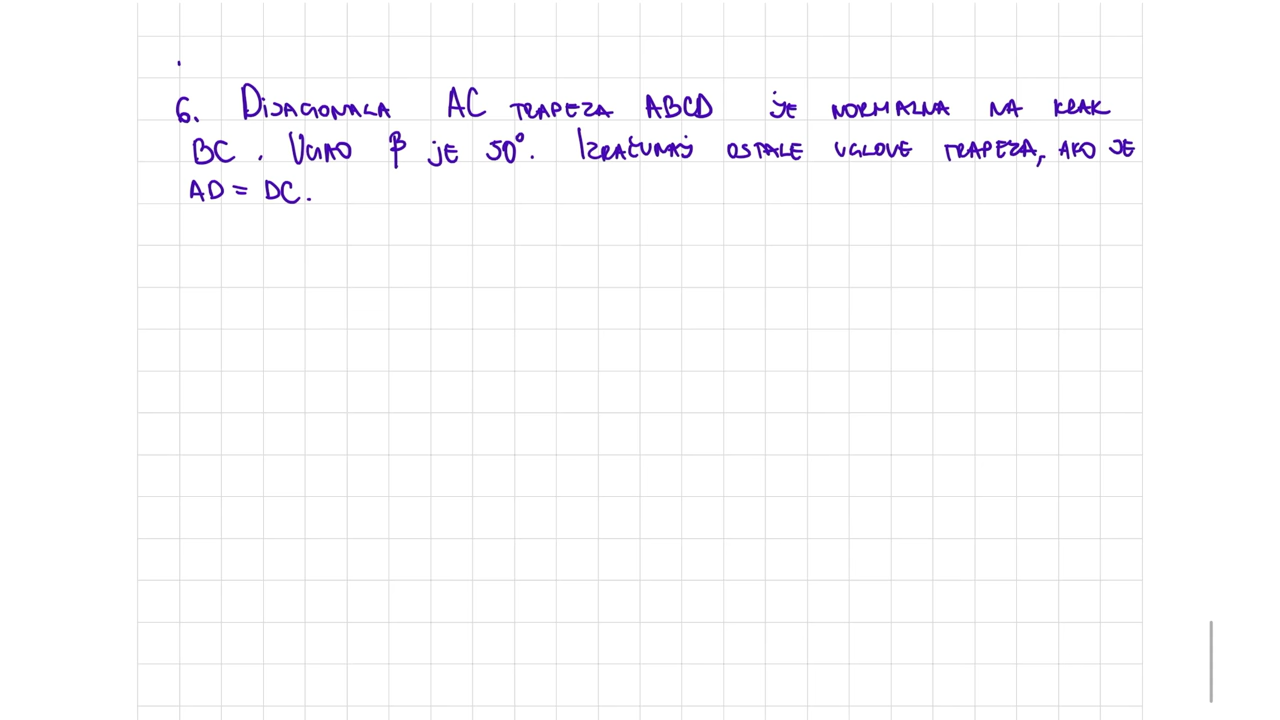 6. Dijagonala AC trapeza ABCD je normalna na krak
BC. Ugao β je 50°. Izračunaj ostale uglove trapeza, ako je
AD = DC.